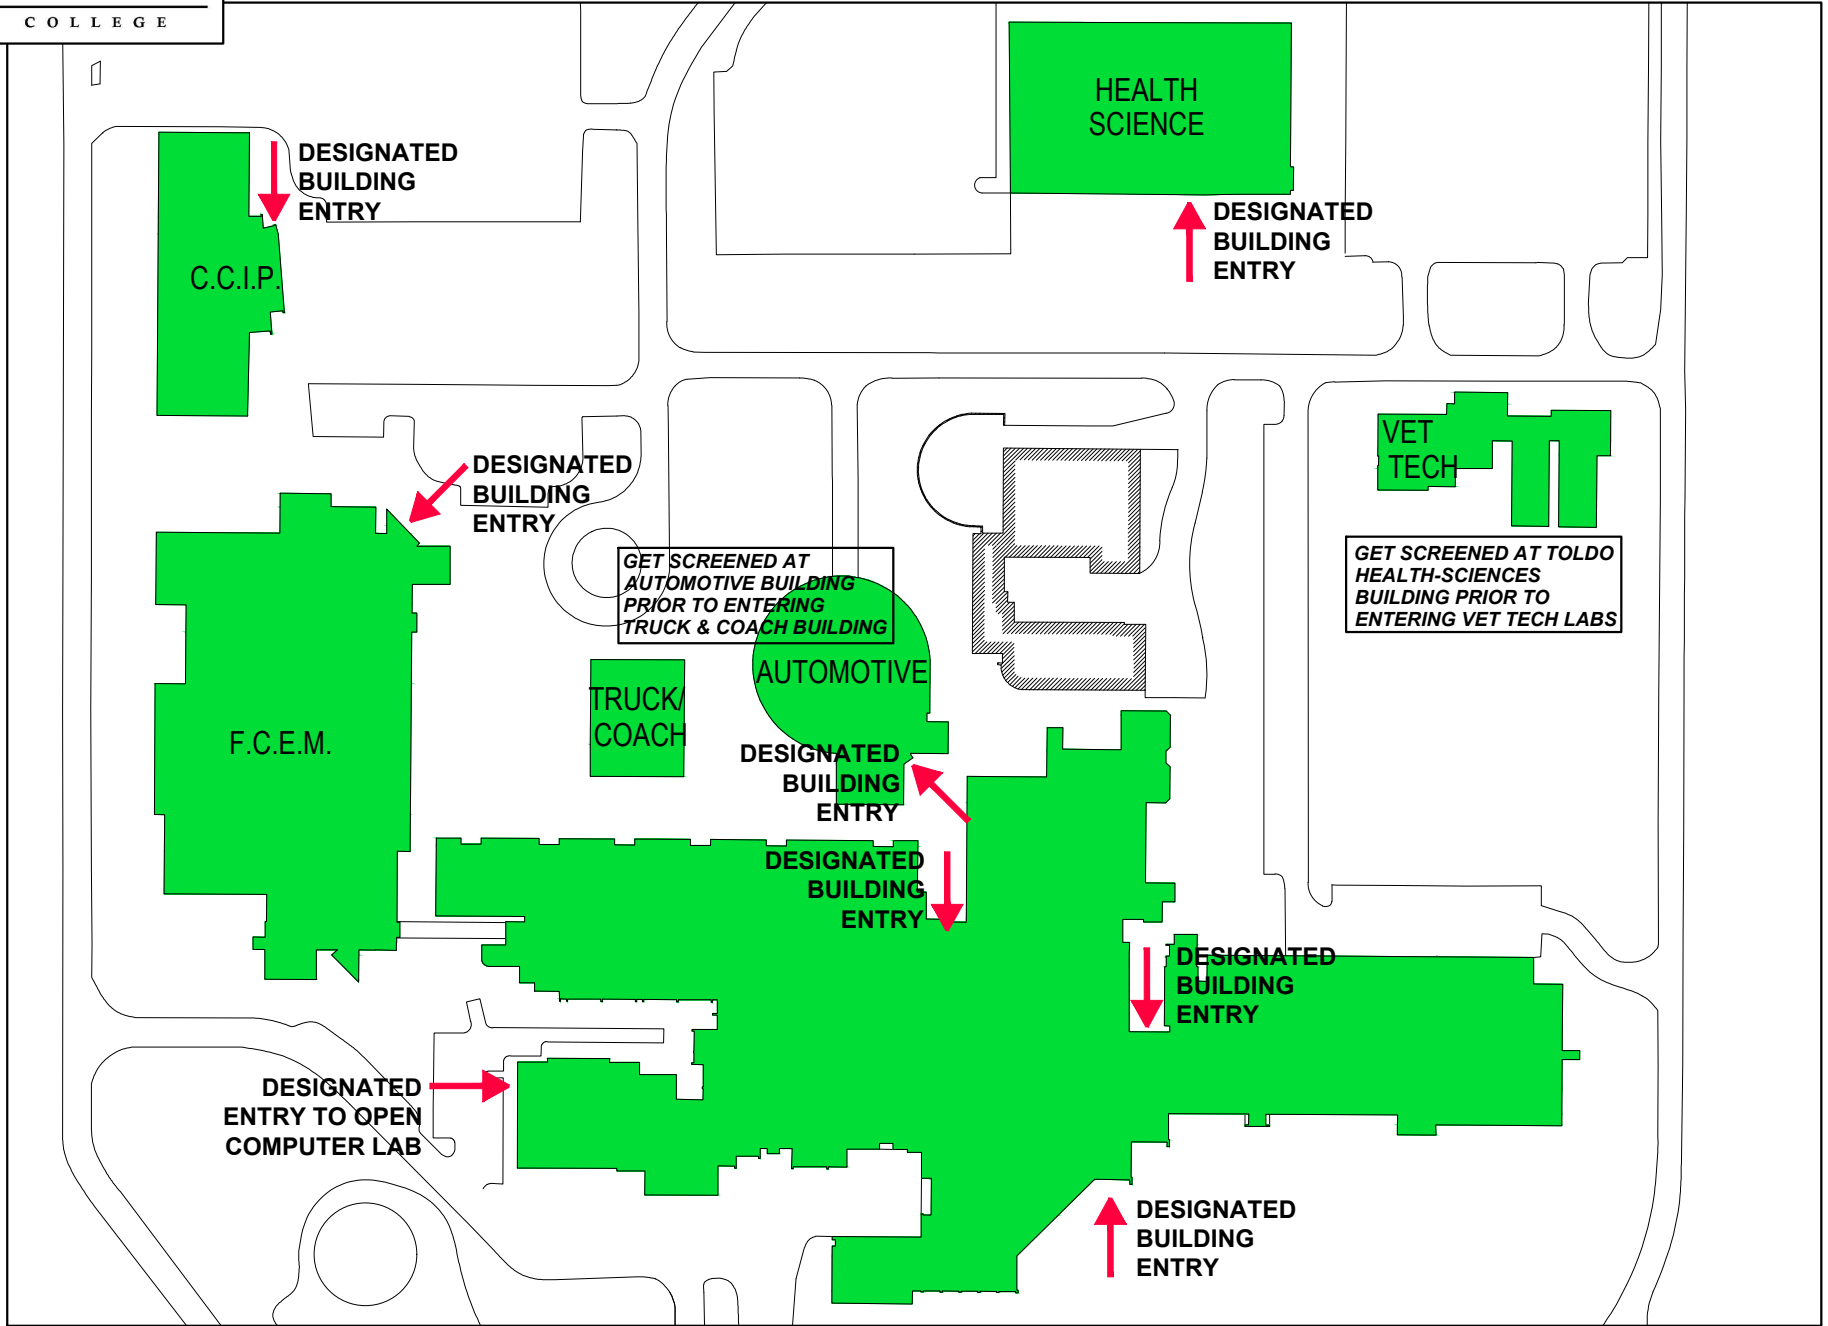 COLLEGE
HEALTH
SCIENCE
DESIGNATED
BUILDING
ENTRY
DESIGNATED
BUILDING
ENTRY
C.C.I.P.
VET
TECH
DESIGNATED
BUILDING
ENTRY
GET SCREENED AT
AUTOMOTIVE BUILDING
PRIOR TO ENTERING
TRUCK & COACH BUILDING
GET SCREENED AT TOLDO
HEALTH-SCIENCES
BUILDING PRIOR TO
ENTERING VET TECH LABS
AUTOMOTIVE
TRUCK/
COACH
F.C.E.M.
DESIGNATED
BUILDING
ENTRY
DESIGNATED
BUILDING
ENTRY
DESIGNATED
BUILDING
ENTRY
DESIGNATED
ENTRY TO OPEN
COMPUTER LAB
DESIGNATED
BUILDING
ENTRY